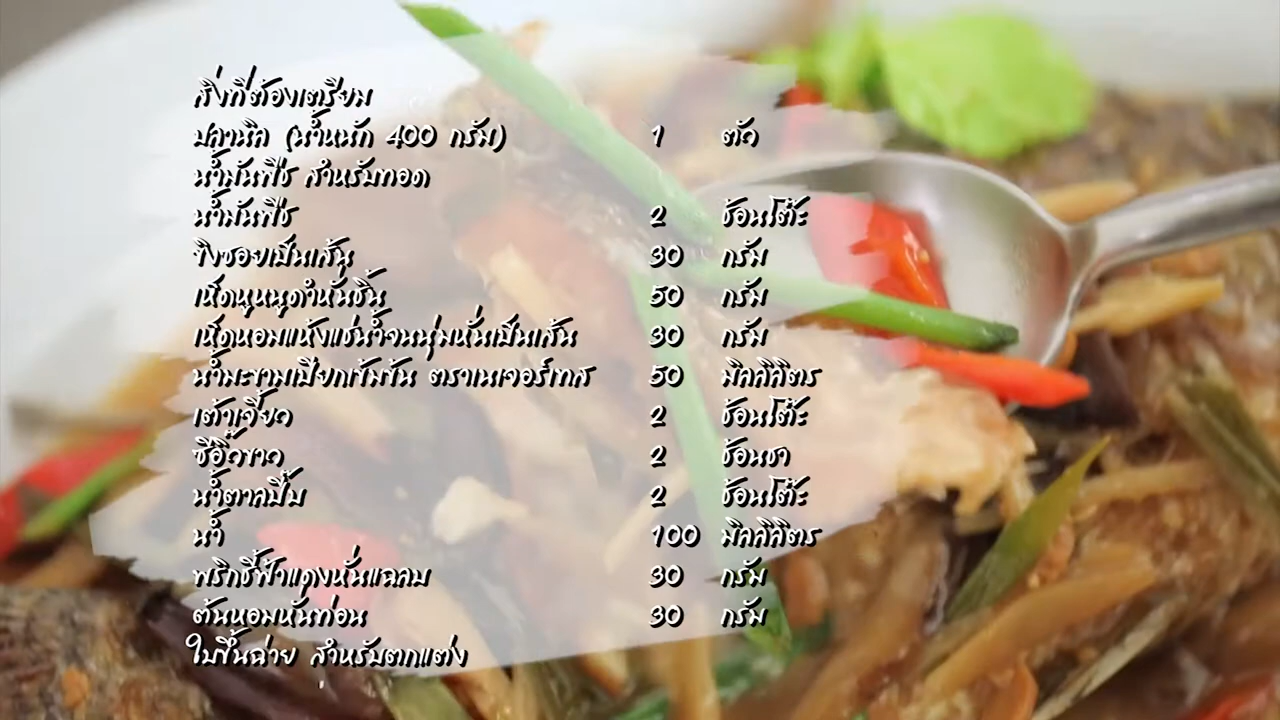 สิ่งที่ต้องเตรียม
ปลานิล (น้ำหนัก 400 กรัม) 1 ตัว
น้ำมันพืช สำหรับทอด
น้ำมันพืช 2 ช้อนโต๊ะ
ขิงซอยเป็นเส้น 30 กรัม
เห็ดหูหนูดำหั่นชิ้น 50 กรัม
เห็ดหอมแห้งแช่น้ำจนนุ่มหั่นเป็นเส้น 30 กรัม
น้ำมะขามเปียกเข้มข้น ตราเนเจอร์เทส 50 มิลลิลิตร
เต้าเจี้ยว 2 ช้อนโต๊ะ
ซีอิ๊วขาว 2 ช้อนชา
น้ำตาลปี๊บ 2 ช้อนโต๊ะ
น้ำ 100 มิลลิลิตร
พริกชี้ฟ้าแดงหั่นแฉลบ 30 กรัม
ต้นหอมหั่นท่อน 30 กรัม
ใบขึ้นฉ่าย สำหรับตกแต่ง